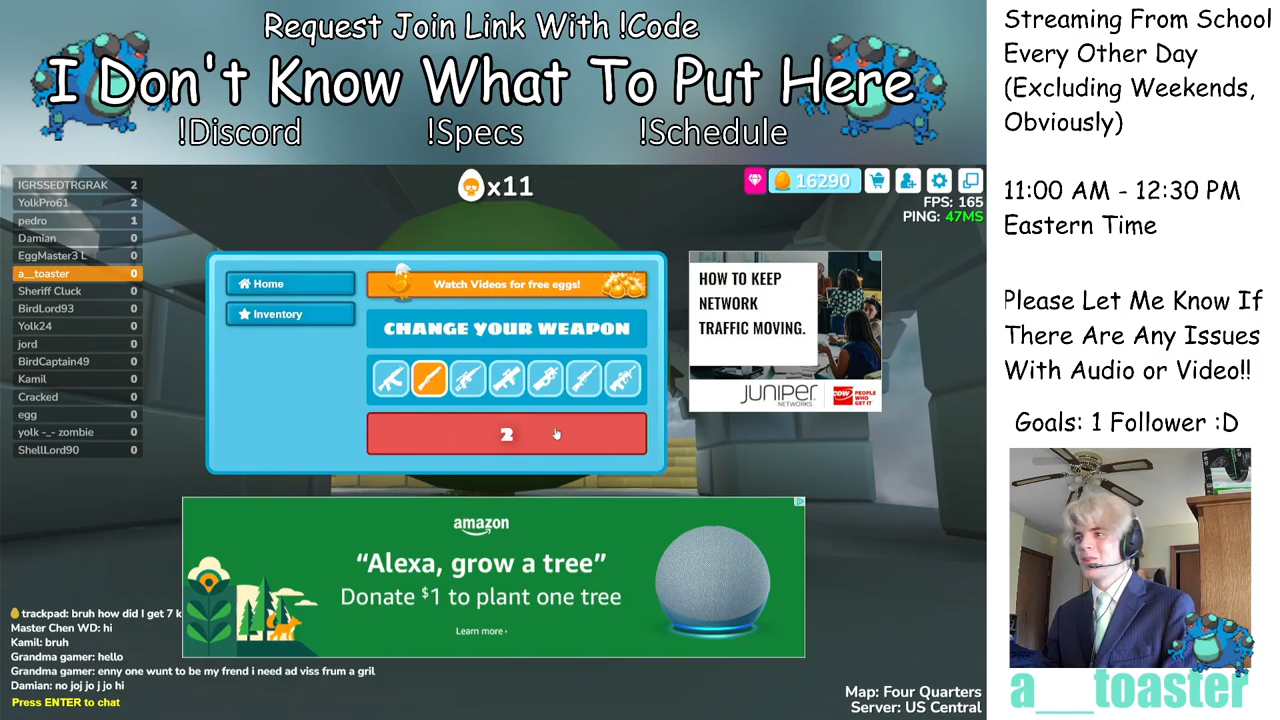 Request Join Link With !Code
I Don't Know What To Put Here
!Discord !Specs !Schedule
Streaming From School
Every Other Day
(Excluding Weekends,
Obviously)
11:00 AM - 12:30 PM
Eastern Time
Please Let Me Know If
There Are Any Issues
With Audio or Video!!
Goals: 1 Follower :D
a__toaster
IGRSSEDTRGRAK 2
YolkPro61 2
pedro 1
Damian 0
EggMaster3 L 0
a__toaster 0
Sheriff Cluck 0
BirdLord93 0
Yolk24 0
jord 0
BirdCaptain49 0
Kamil 0
Cracked 0
egg 0
yolk -_- zombie 0
ShellLord90 0
x11
16290
FPS: 165
PING: 47MS
Home
Inventory
Watch Videos for free eggs!
CHANGE YOUR WEAPON
2
HOW TO KEEP
NETWORK
TRAFFIC MOVING.
JUNIPER
NETWORKS
CDW
PEOPLE
WHO
GET IT
amazon
“Alexa, grow a tree”
Donate $1 to plant one tree
Learn more ›
trackpad: bruh how did I get 7 k
Master Chen WD: hi
Kamil: bruh
Grandma gamer: hello
Grandma gamer: enny one wunt to be my frend i need ad viss frum a gril
Damian: no joj jo j jo hi
Press ENTER to chat
Map: Four Quarters
Server: US Central